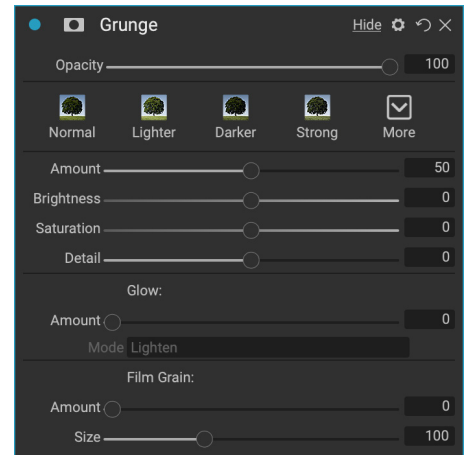 Grunge Hide
Opacity 100
Normal Lighter Darker Strong More
Amount 50
Brightness 0
Saturation 0
Detail 0
Glow:
Amount 0
Mode Lighten
Film Grain:
Amount 0
Size 100